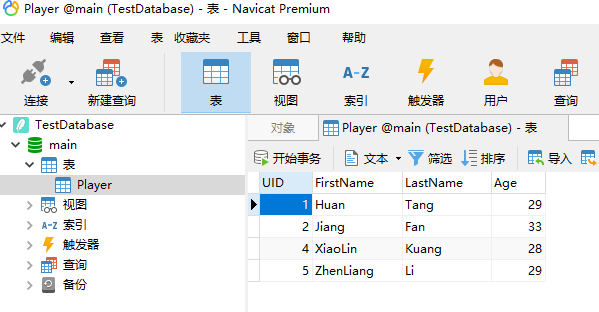 Player @main (TestDatabase) - 表 - Navicat Premium
文件 编辑 查看 表 收藏夹 工具 窗口 帮助
连接 新建查询 表 视图 索引 触发器 用户 查询
TestDatabase
main
表
Player
视图
索引
触发器
查询
备份
对象 Player @main (TestDatabase) - 表
开始事务 文本 筛选 排序 导入
UID FirstName LastName Age
1 Huan Tang 29
2 Jiang Fan 33
4 XiaoLin Kuang 28
5 ZhenLiang Li 29